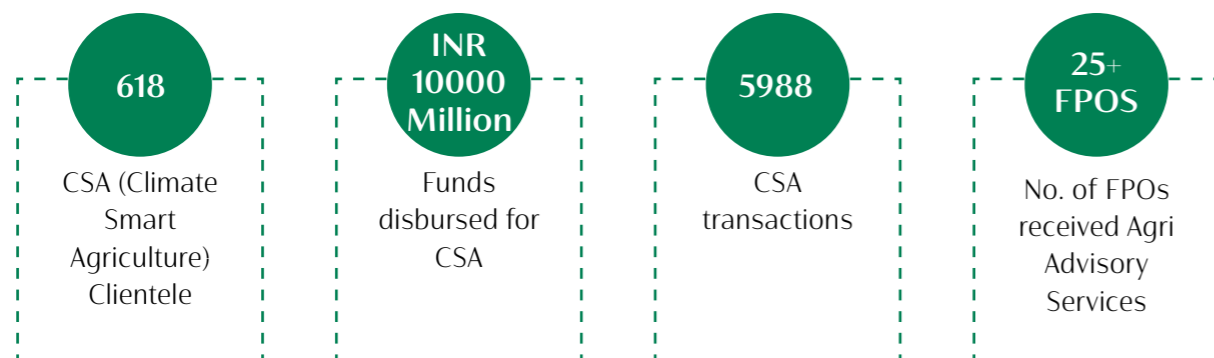 618
CSA (Climate
Smart
Agriculture)
Clientele
INR
10000
Million
Funds
disbursed for
CSA
5988
CSA
transactions
25+
FPOS
No. of FPOs
received Agri
Advisory
Services